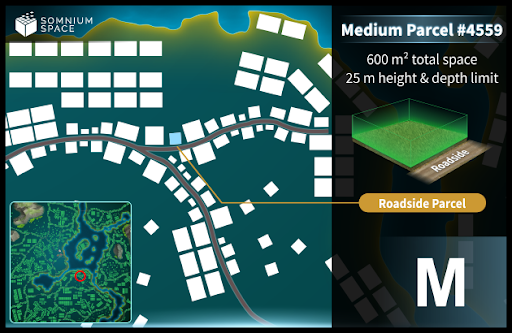 SOMNIUM
SPACE
Medium Parcel #4559
600 m² total space
25 m height & depth limit
Roadside
Roadside Parcel
M